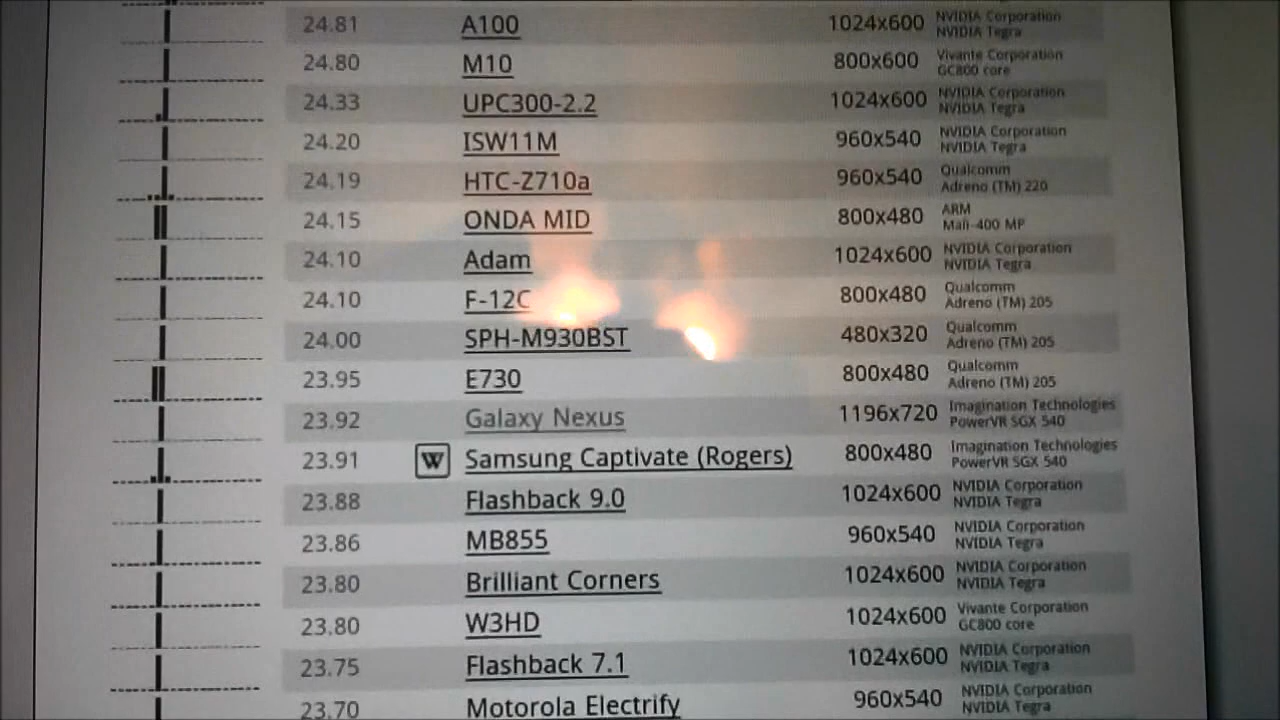 24.81 A100 1024x600 NVIDIA Corporation
NVIDIA Tegra
24.80 M10 800x600 Vivante Corporation
GC800 core
24.33 UPC300-2.2 1024x600 NVIDIA Corporation
NVIDIA Tegra
24.20 ISW11M 960x540 NVIDIA Corporation
NVIDIA Tegra
24.19 HTC-Z710a 960x540 Qualcomm
Adreno (TM) 220
24.15 ONDA MID 800x480 ARM
Mali-400 MP
24.10 Adam 1024x600 NVIDIA Corporation
NVIDIA Tegra
24.10 F-12C 800x480 Qualcomm
Adreno (TM) 205
24.00 SPH-M930BST 480x320 Qualcomm
Adreno (TM) 205
23.95 E730 800x480 Qualcomm
Adreno (TM) 205
23.92 Galaxy Nexus 1196x720 Imagination Technologies
PowerVR SGX 540
23.91 W Samsung Captivate (Rogers) 800x480 Imagination Technologies
PowerVR SGX 540
23.88 Flashback 9.0 1024x600 NVIDIA Corporation
NVIDIA Tegra
23.86 MB855 960x540 NVIDIA Corporation
NVIDIA Tegra
23.80 Brilliant Corners 1024x600 NVIDIA Corporation
NVIDIA Tegra
23.80 W3HD 1024x600 Vivante Corporation
GC800 core
23.75 Flashback 7.1 1024x600 NVIDIA Corporation
NVIDIA Tegra
23.70 Motorola Electrify 960x540 NVIDIA Corporation
NVIDIA Tegra